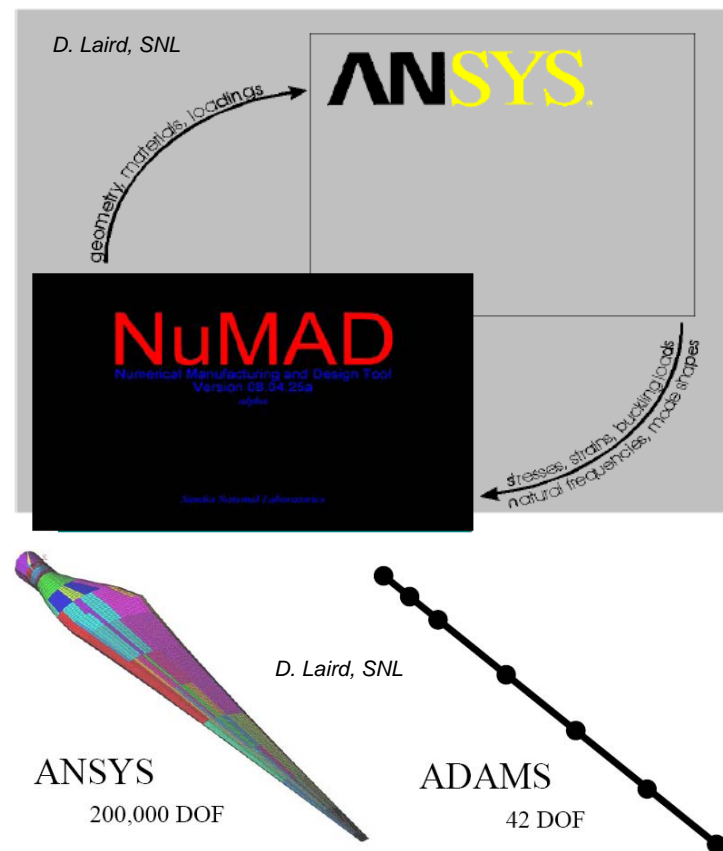 D. Laird, SNL
ANSYS.
geometry, materials, loadings
NuMAD
Numerical Manufacturing and Design Tool
Version 08.04.25a
alpha
Sandia National Laboratories
stresses, strains, buckling loads
natural frequencies, mode shapes
D. Laird, SNL
ANSYS
200,000 DOF
ADAMS
42 DOF